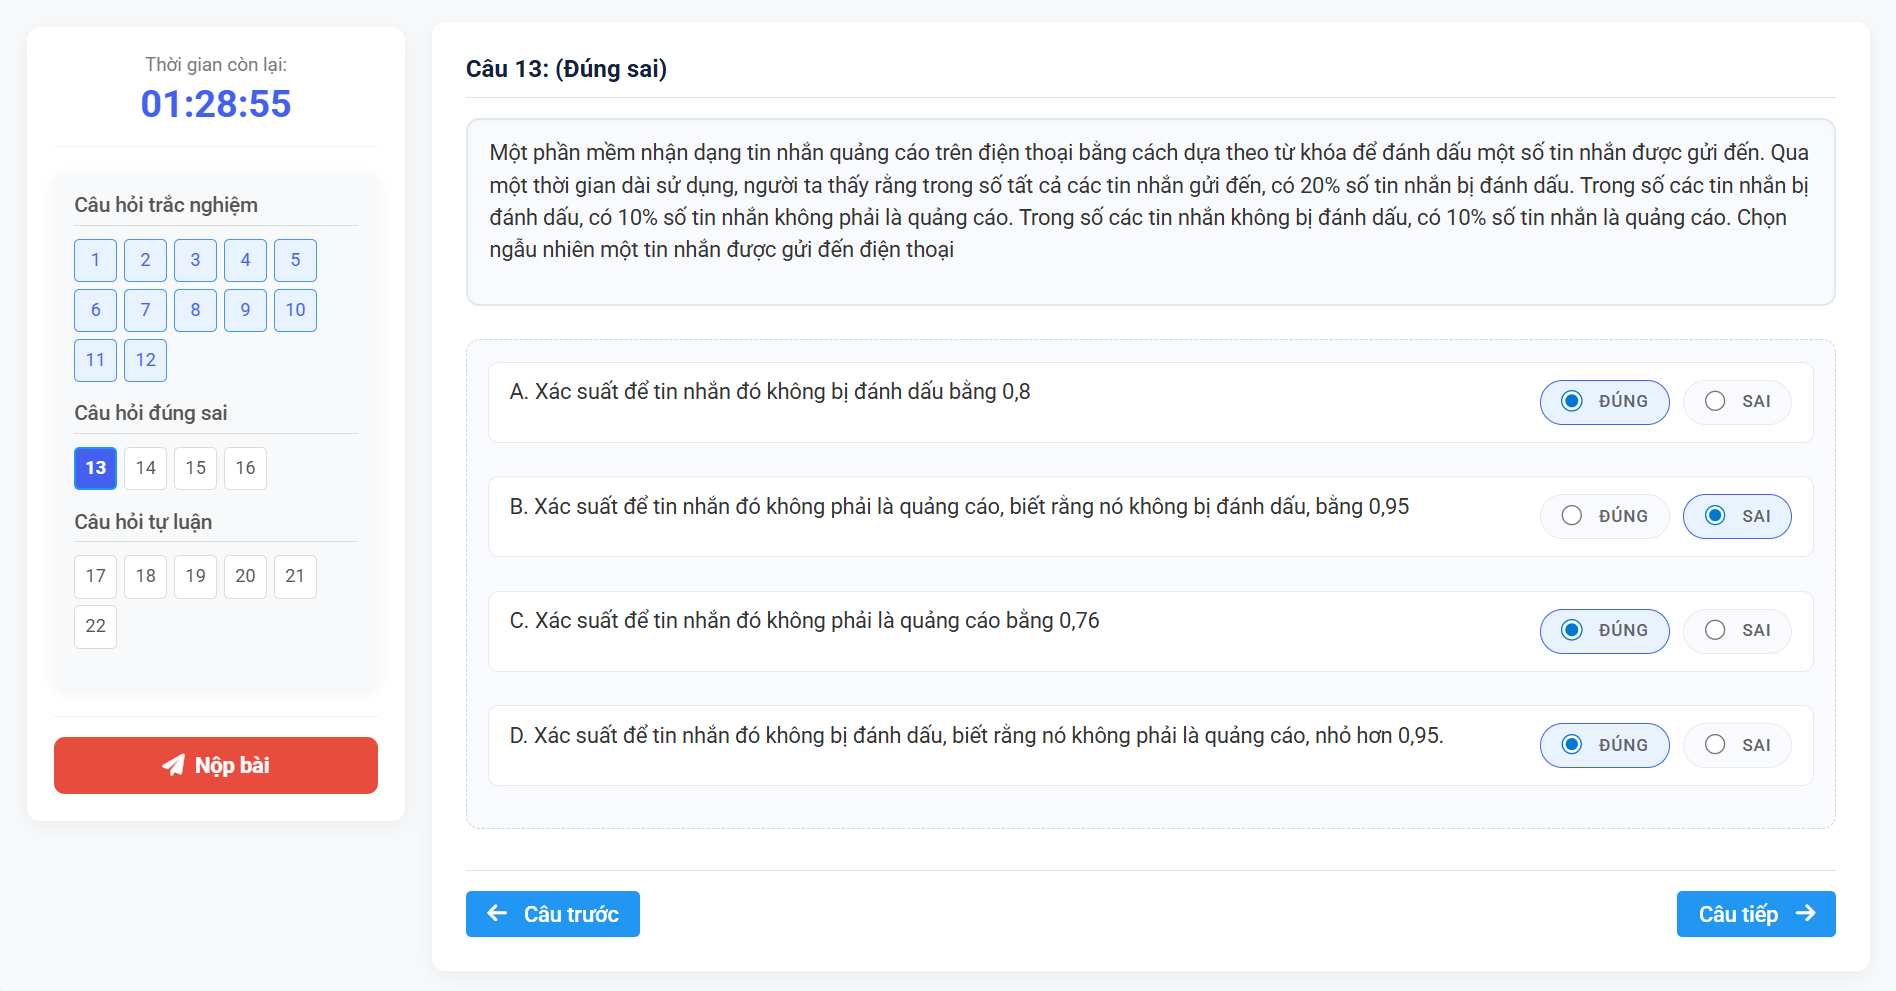 Thời gian còn lại:
01:28:55
Câu hỏi trắc nghiệm
1 2 3 4 5
6 7 8 9 10
11 12
Câu hỏi đúng sai
13 14 15 16
Câu hỏi tự luận
17 18 19 20 21
22
Nộp bài
Câu 13: (Đúng sai)
Một phần mềm nhận dạng tin nhắn quảng cáo trên điện thoại bằng cách dựa theo từ khóa để đánh dấu một số tin nhắn được gửi đến. Qua
một thời gian dài sử dụng, người ta thấy rằng trong số tất cả các tin nhắn gửi đến, có 20% số tin nhắn bị đánh dấu. Trong số các tin nhắn bị
đánh dấu, có 10% số tin nhắn không phải là quảng cáo. Trong số các tin nhắn không bị đánh dấu, có 10% số tin nhắn là quảng cáo. Chọn
ngẫu nhiên một tin nhắn được gửi đến điện thoại
A. Xác suất để tin nhắn đó không bị đánh dấu bằng 0,8 ĐÚNG SAI
B. Xác suất để tin nhắn đó không phải là quảng cáo, biết rằng nó không bị đánh dấu, bằng 0,95 ĐÚNG SAI
C. Xác suất để tin nhắn đó không phải là quảng cáo bằng 0,76 ĐÚNG SAI
D. Xác suất để tin nhắn đó không bị đánh dấu, biết rằng nó không phải là quảng cáo, nhỏ hơn 0,95. ĐÚNG SAI
Câu trước Câu tiếp